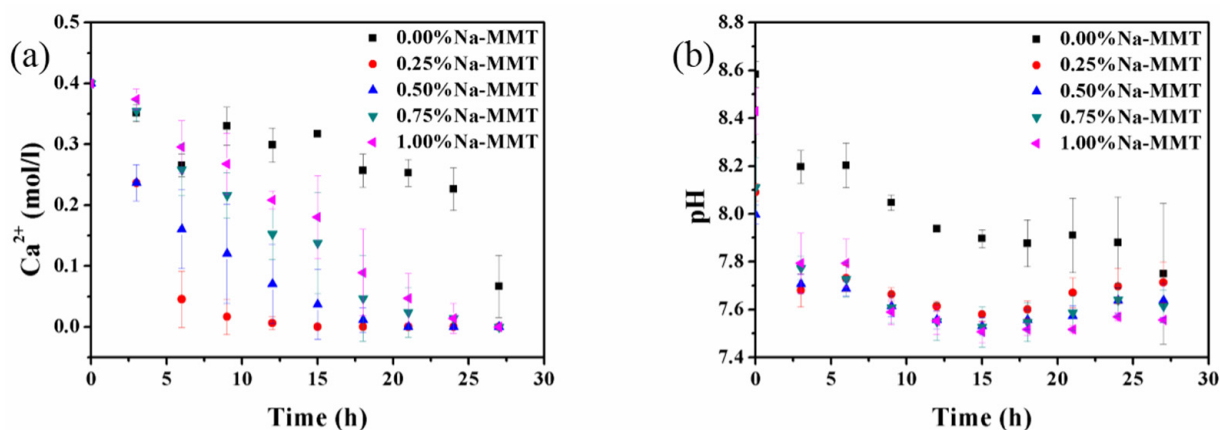 (a)
0.5
0.4
0.3
0.2
0.1
0.0
Ca²⁺ (mol/l)
0.00%Na-MMT
0.25%Na-MMT
0.50%Na-MMT
0.75%Na-MMT
1.00%Na-MMT
0 5 10 15 20 25 30
Time (h)
(b)
8.8
8.6
8.4
8.2
8.0
7.8
7.6
7.4
pH
0.00%Na-MMT
0.25%Na-MMT
0.50%Na-MMT
0.75%Na-MMT
1.00%Na-MMT
0 5 10 15 20 25 30
Time (h)